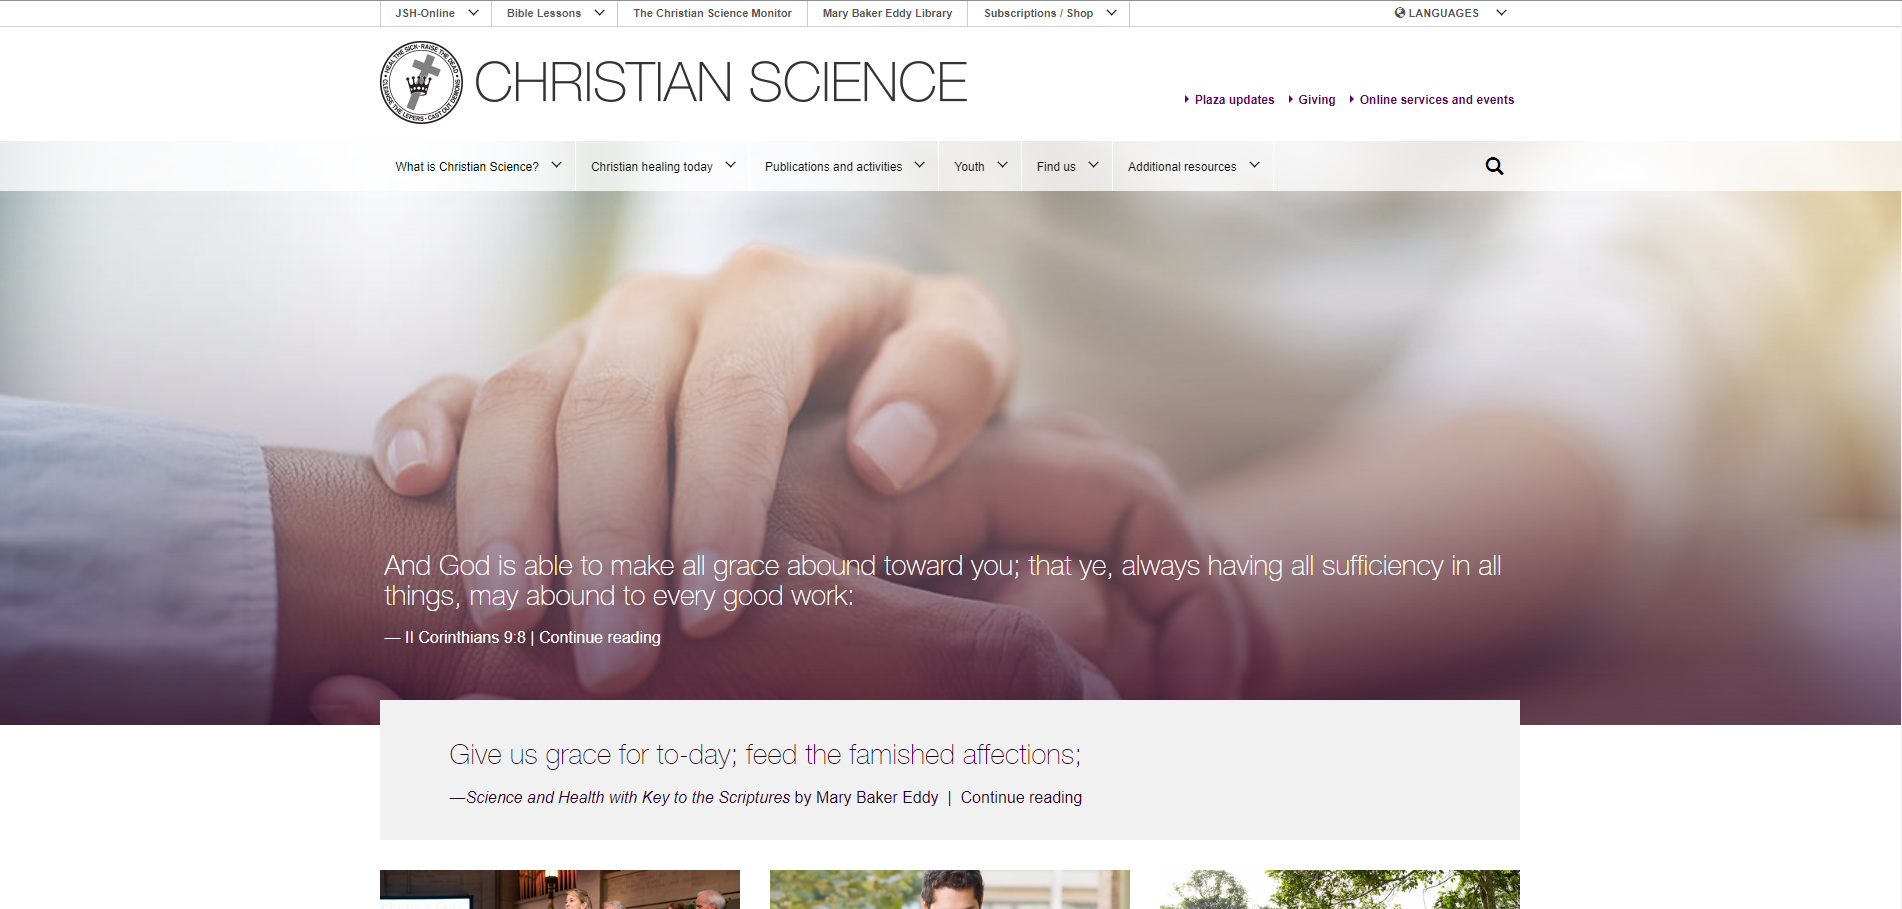 JSH-Online
Bible Lessons
The Christian Science Monitor
Mary Baker Eddy Library
Subscriptions / Shop
LANGUAGES
HEAL THE SICK · RAISE THE DEAD · CLEANSE THE LEPERS · CAST OUT DEMONS ·
CHRISTIAN SCIENCE
Plaza updates
Giving
Online services and events
What is Christian Science?
Christian healing today
Publications and activities
Youth
Find us
Additional resources
And God is able to make all grace abound toward you; that ye, always having all sufficiency in all
things, may abound to every good work:
— II Corinthians 9:8 | Continue reading
Give us grace for to-day; feed the famished affections;
—Science and Health with Key to the Scriptures by Mary Baker Eddy | Continue reading